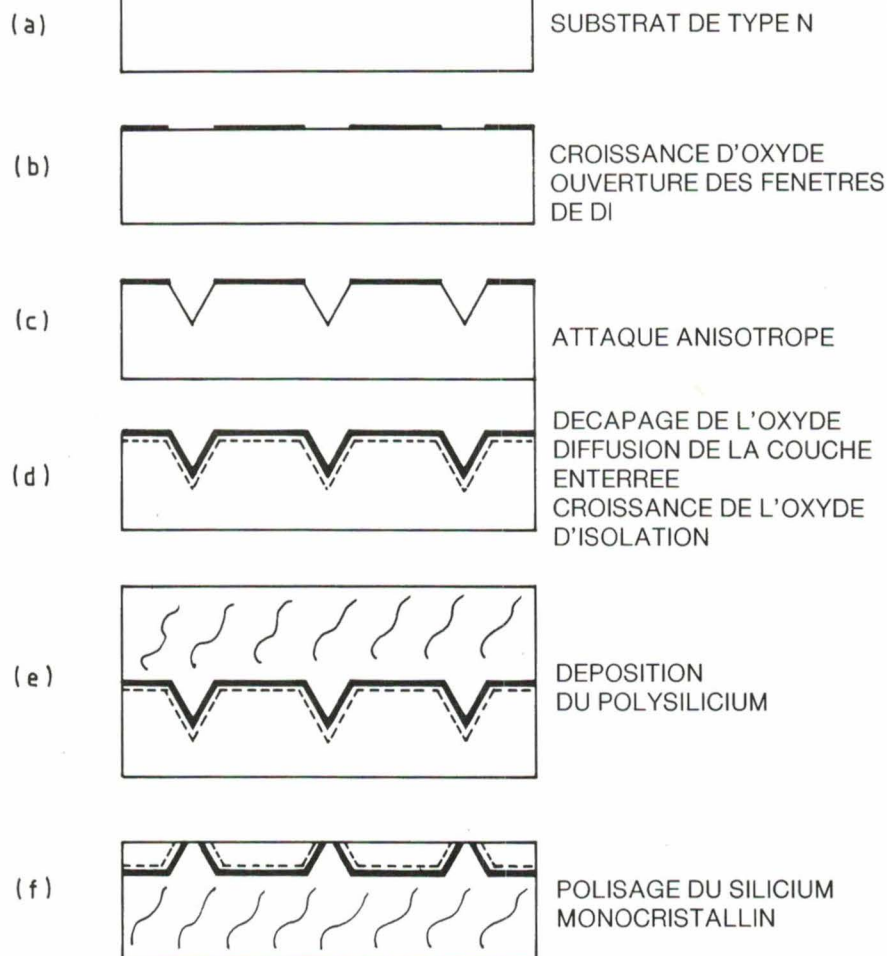 (a)
SUBSTRAT DE TYPE N
(b)
CROISSANCE D'OXYDE
OUVERTURE DES FENETRES
DE DI
(c)
ATTAQUE ANISOTROPE
(d)
DECAPAGE DE L'OXYDE
DIFFUSION DE LA COUCHE
ENTERREE
CROISSANCE DE L'OXYDE
D'ISOLATION
(e)
DEPOSITION
DU POLYSILICIUM
(f)
POLISAGE DU SILICIUM
MONOCRISTALLIN